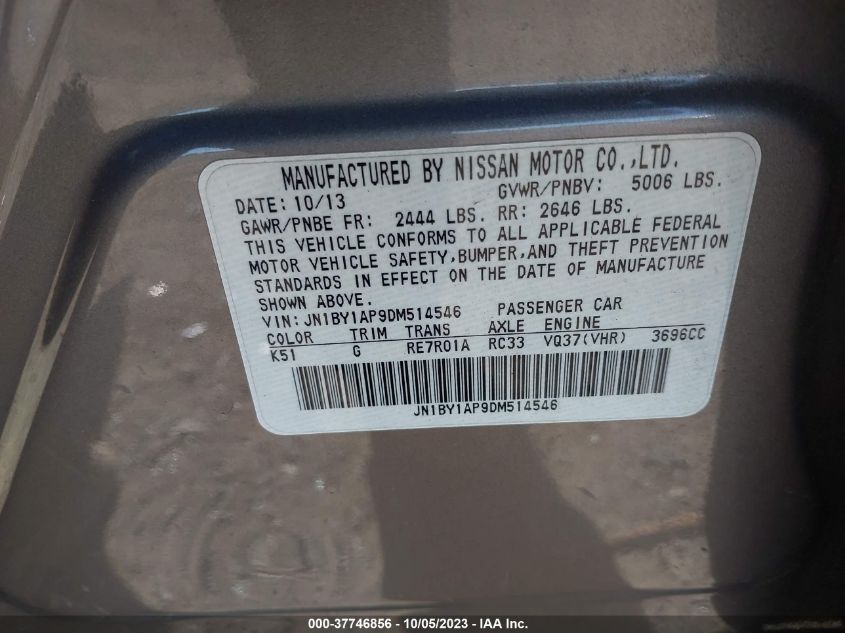 MANUFACTURED BY NISSAN MOTOR CO.,LTD.
DATE: 10/13 GVWR/PNBV: 5006 LBS.
GAWR/PNBE FR: 2444 LBS. RR: 2646 LBS.
THIS VEHICLE CONFORMS TO ALL APPLICABLE FEDERAL
MOTOR VEHICLE SAFETY,BUMPER,AND THEFT PREVENTION
STANDARDS IN EFFECT ON THE DATE OF MANUFACTURE
SHOWN ABOVE.
VIN: JN1BY1AP9DM514546 PASSENGER CAR
COLOR TRIM TRANS AXLE ENGINE
K51 G RE7R01A RC33 VQ37(VHR) 3696CC
JN1BY1AP9DM514546
000-37746856 - 10/05/2023 - IAA Inc.